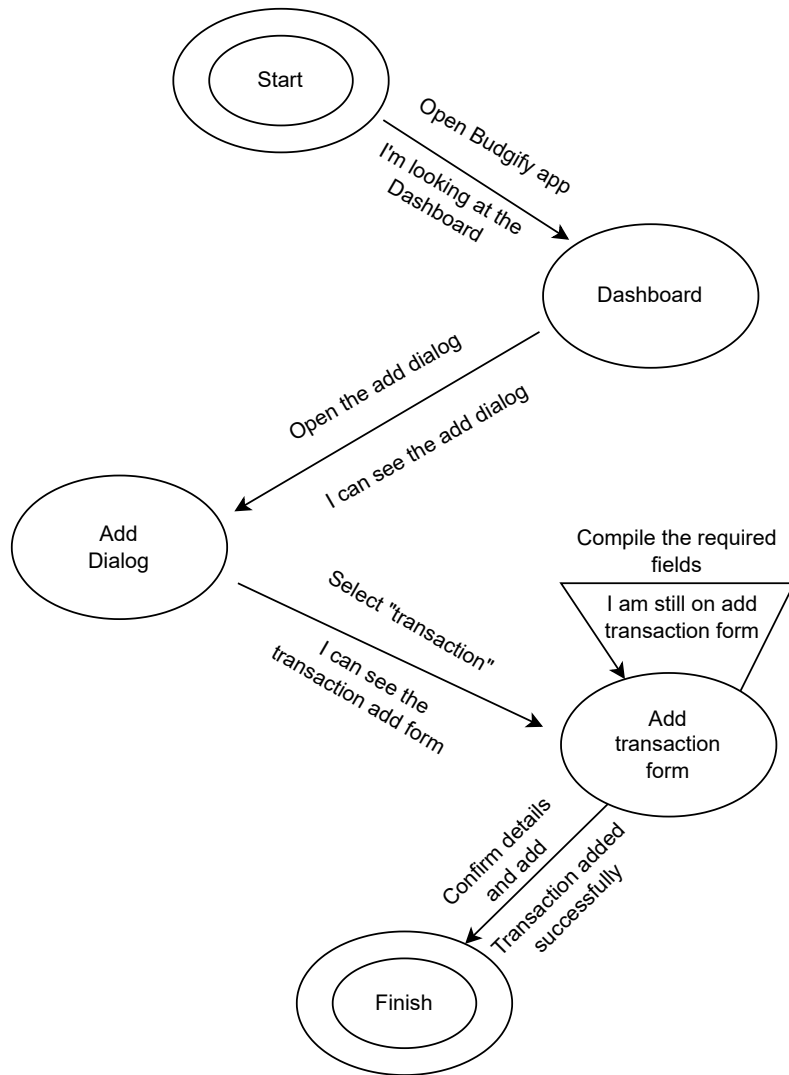 Start
Open Budgify app
I'm looking at the
Dashboard
Dashboard
Open the add dialog
I can see the add dialog
Add
Dialog
Select "transaction"
I can see the
transaction add form
Compile the required
fields
I am still on add
transaction form
Add
transaction
form
Confirm details
and add
Transaction added
successfully
Finish